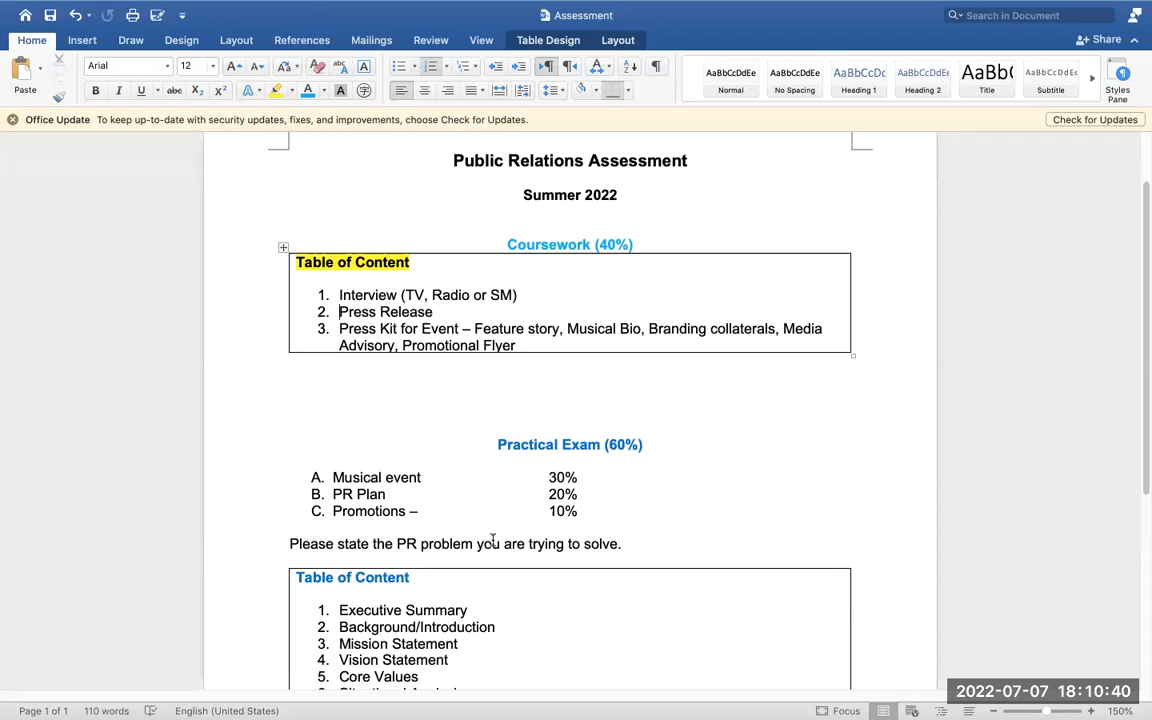 Assessment
Search in Document
Home Insert Draw Design Layout References Mailings Review View Table Design Layout Share
Paste
Arial 12
AaBbCcDdEe AaBbCcDdEe AaBbCcDc AaBbCcDdEe AaBb( AaBbCcDdEe
Normal No Spacing Heading 1 Heading 2 Title Subtitle
Styles
Pane
Office Update To keep up-to-date with security updates, fixes, and improvements, choose Check for Updates.
Check for Updates
Public Relations Assessment
Summer 2022
Coursework (40%)
Table of Content
1. Interview (TV, Radio or SM)
2. Press Release
3. Press Kit for Event – Feature story, Musical Bio, Branding collaterals, Media
Advisory, Promotional Flyer
Practical Exam (60%)
A. Musical event 30%
B. PR Plan 20%
C. Promotions – 10%
Please state the PR problem you are trying to solve.
Table of Content
1. Executive Summary
2. Background/Introduction
3. Mission Statement
4. Vision Statement
5. Core Values
2022-07-07 18:10:40
Page 1 of 1 110 words English (United States) Focus 150%